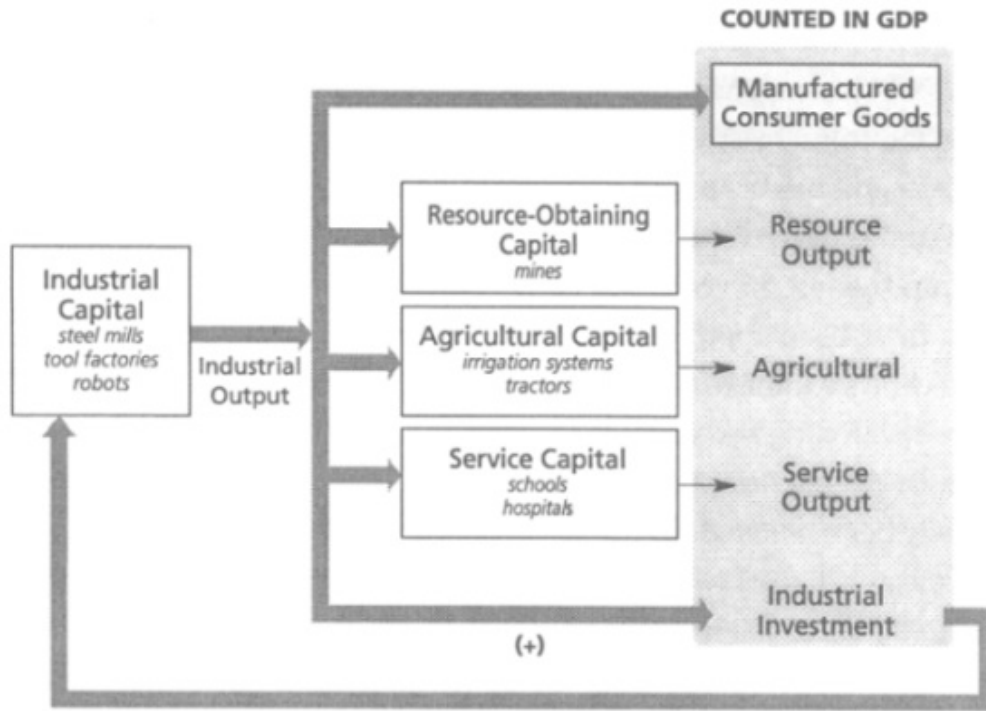 COUNTED IN GDP
Manufactured
Consumer Goods
Resource-Obtaining
Capital
mines
Resource
Output
Industrial
Capital
steel mills
tool factories
robots
Industrial
Output
Agricultural Capital
irrigation systems
tractors
Agricultural
Service Capital
schools
hospitals
Service
Output
Industrial
Investment
(+)